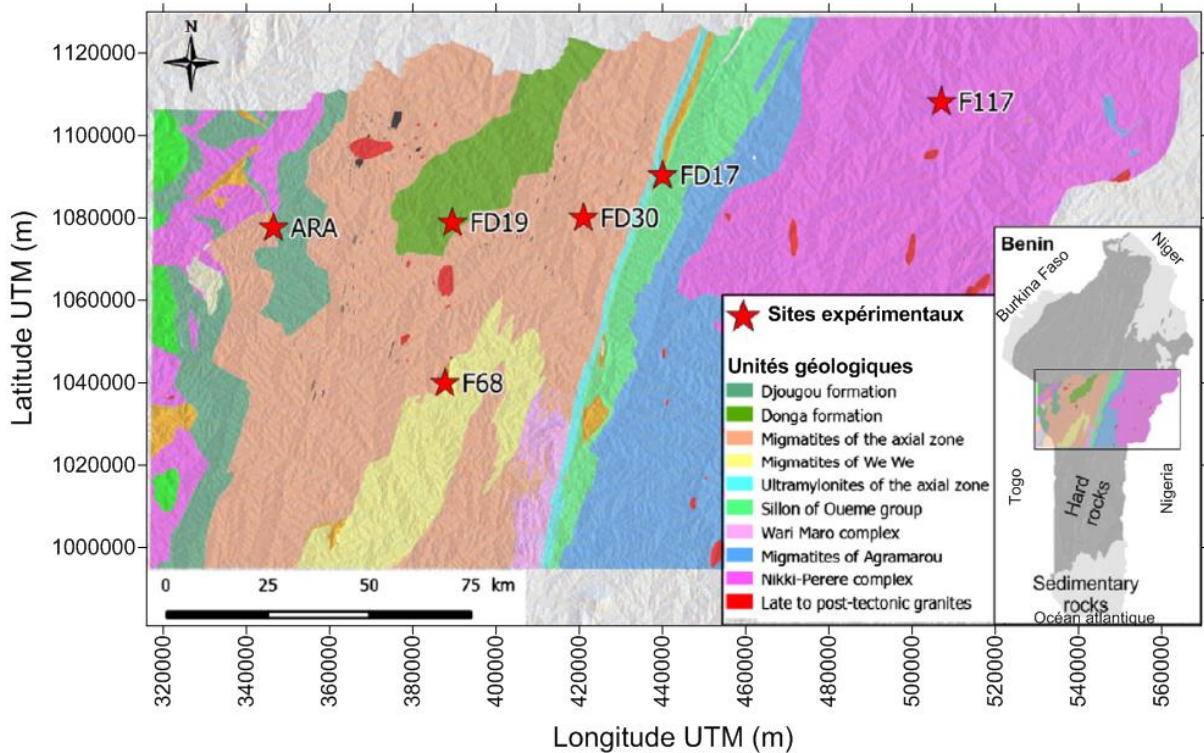 N
1120000
1100000
1080000
1060000
1040000
1020000
1000000
Latitude UTM (m)
F117
FD17
ARA
FD19
FD30
F68
0 25 50 75 km
Sites expérimentaux
Unités géologiques
Djougou formation
Donga formation
Migmatites of the axial zone
Migmatites of We We
Ultramylonites of the axial zone
Sillon of Oueme group
Wari Maro complex
Migmatites of Agramarou
Nikki-Perere complex
Late to post-tectonic granites
Benin
Niger
Burkina Faso
Togo
Nigeria
Hard
rocks
Sedimentary
rocks
Océan atlantique
320000
340000
360000
380000
400000
420000
440000
460000
480000
500000
520000
540000
560000
Longitude UTM (m)